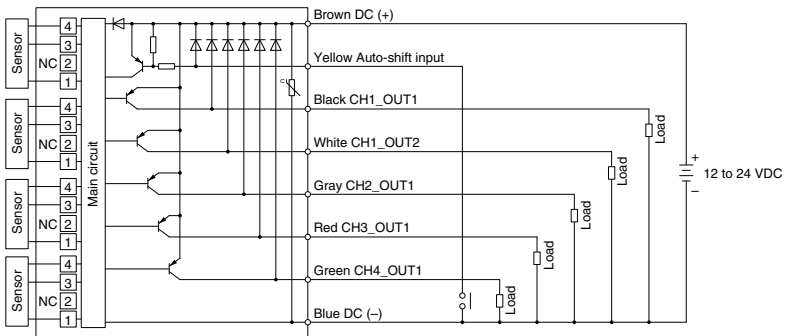 Brown DC (+)
Yellow Auto-shift input
Black CH1_OUT1
White CH1_OUT2
Gray CH2_OUT1
Red CH3_OUT1
Green CH4_OUT1
Blue DC (–)
Sensor
4
3
NC 2
1
Sensor
4
3
NC 2
1
Sensor
4
3
NC 2
1
Sensor
4
3
NC 2
1
Main circuit
Load
Load
Load
Load
Load
+
12 to 24 VDC
–